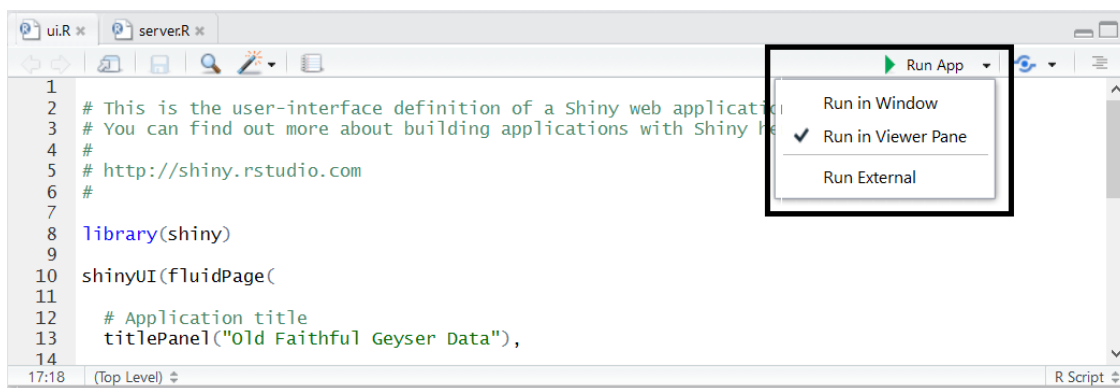 ui.R × server.R ×
Run App
1
2 # This is the user-interface definition of a Shiny web applicatio
3 # You can find out more about building applications with Shiny he
4 #
5 # http://shiny.rstudio.com
6 #
7
8 library(shiny)
9
10 shinyUI(fluidPage(
11
12 # Application title
13 titlePanel("Old Faithful Geyser Data"),
14
Run in Window
✓ Run in Viewer Pane
Run External
17:18 (Top Level) R Script